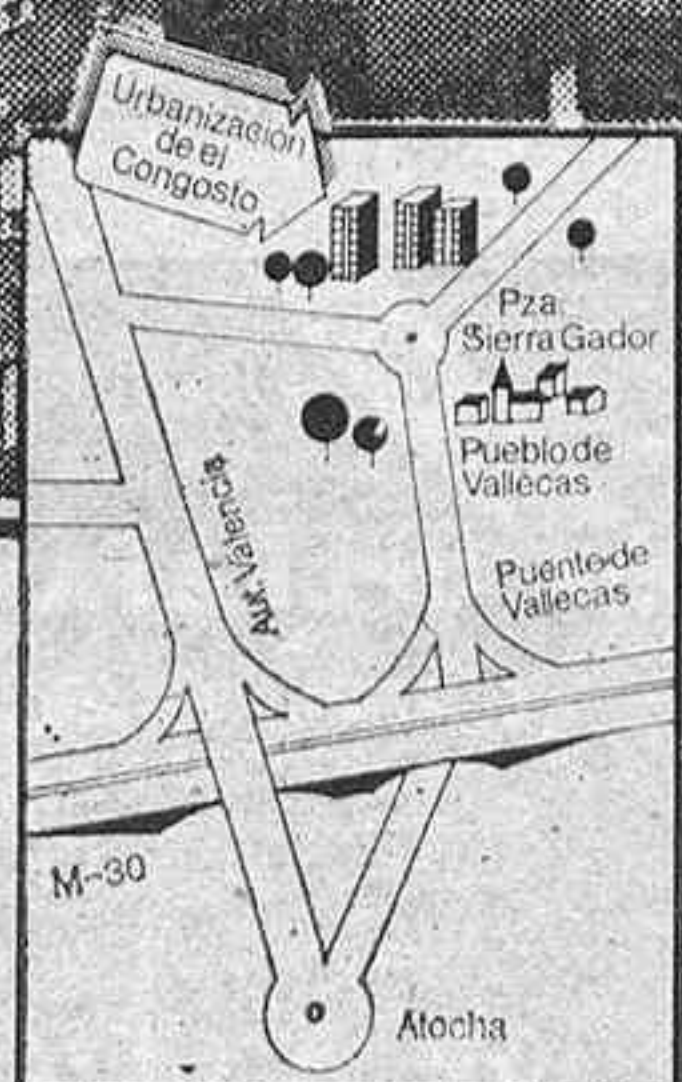 Urbanización
de el
Congosto
Pza.
Sierra Gador
Pueblo de
Vallecas
Aut. Valencia
Puente de
Vallecas
M-30
Atocha